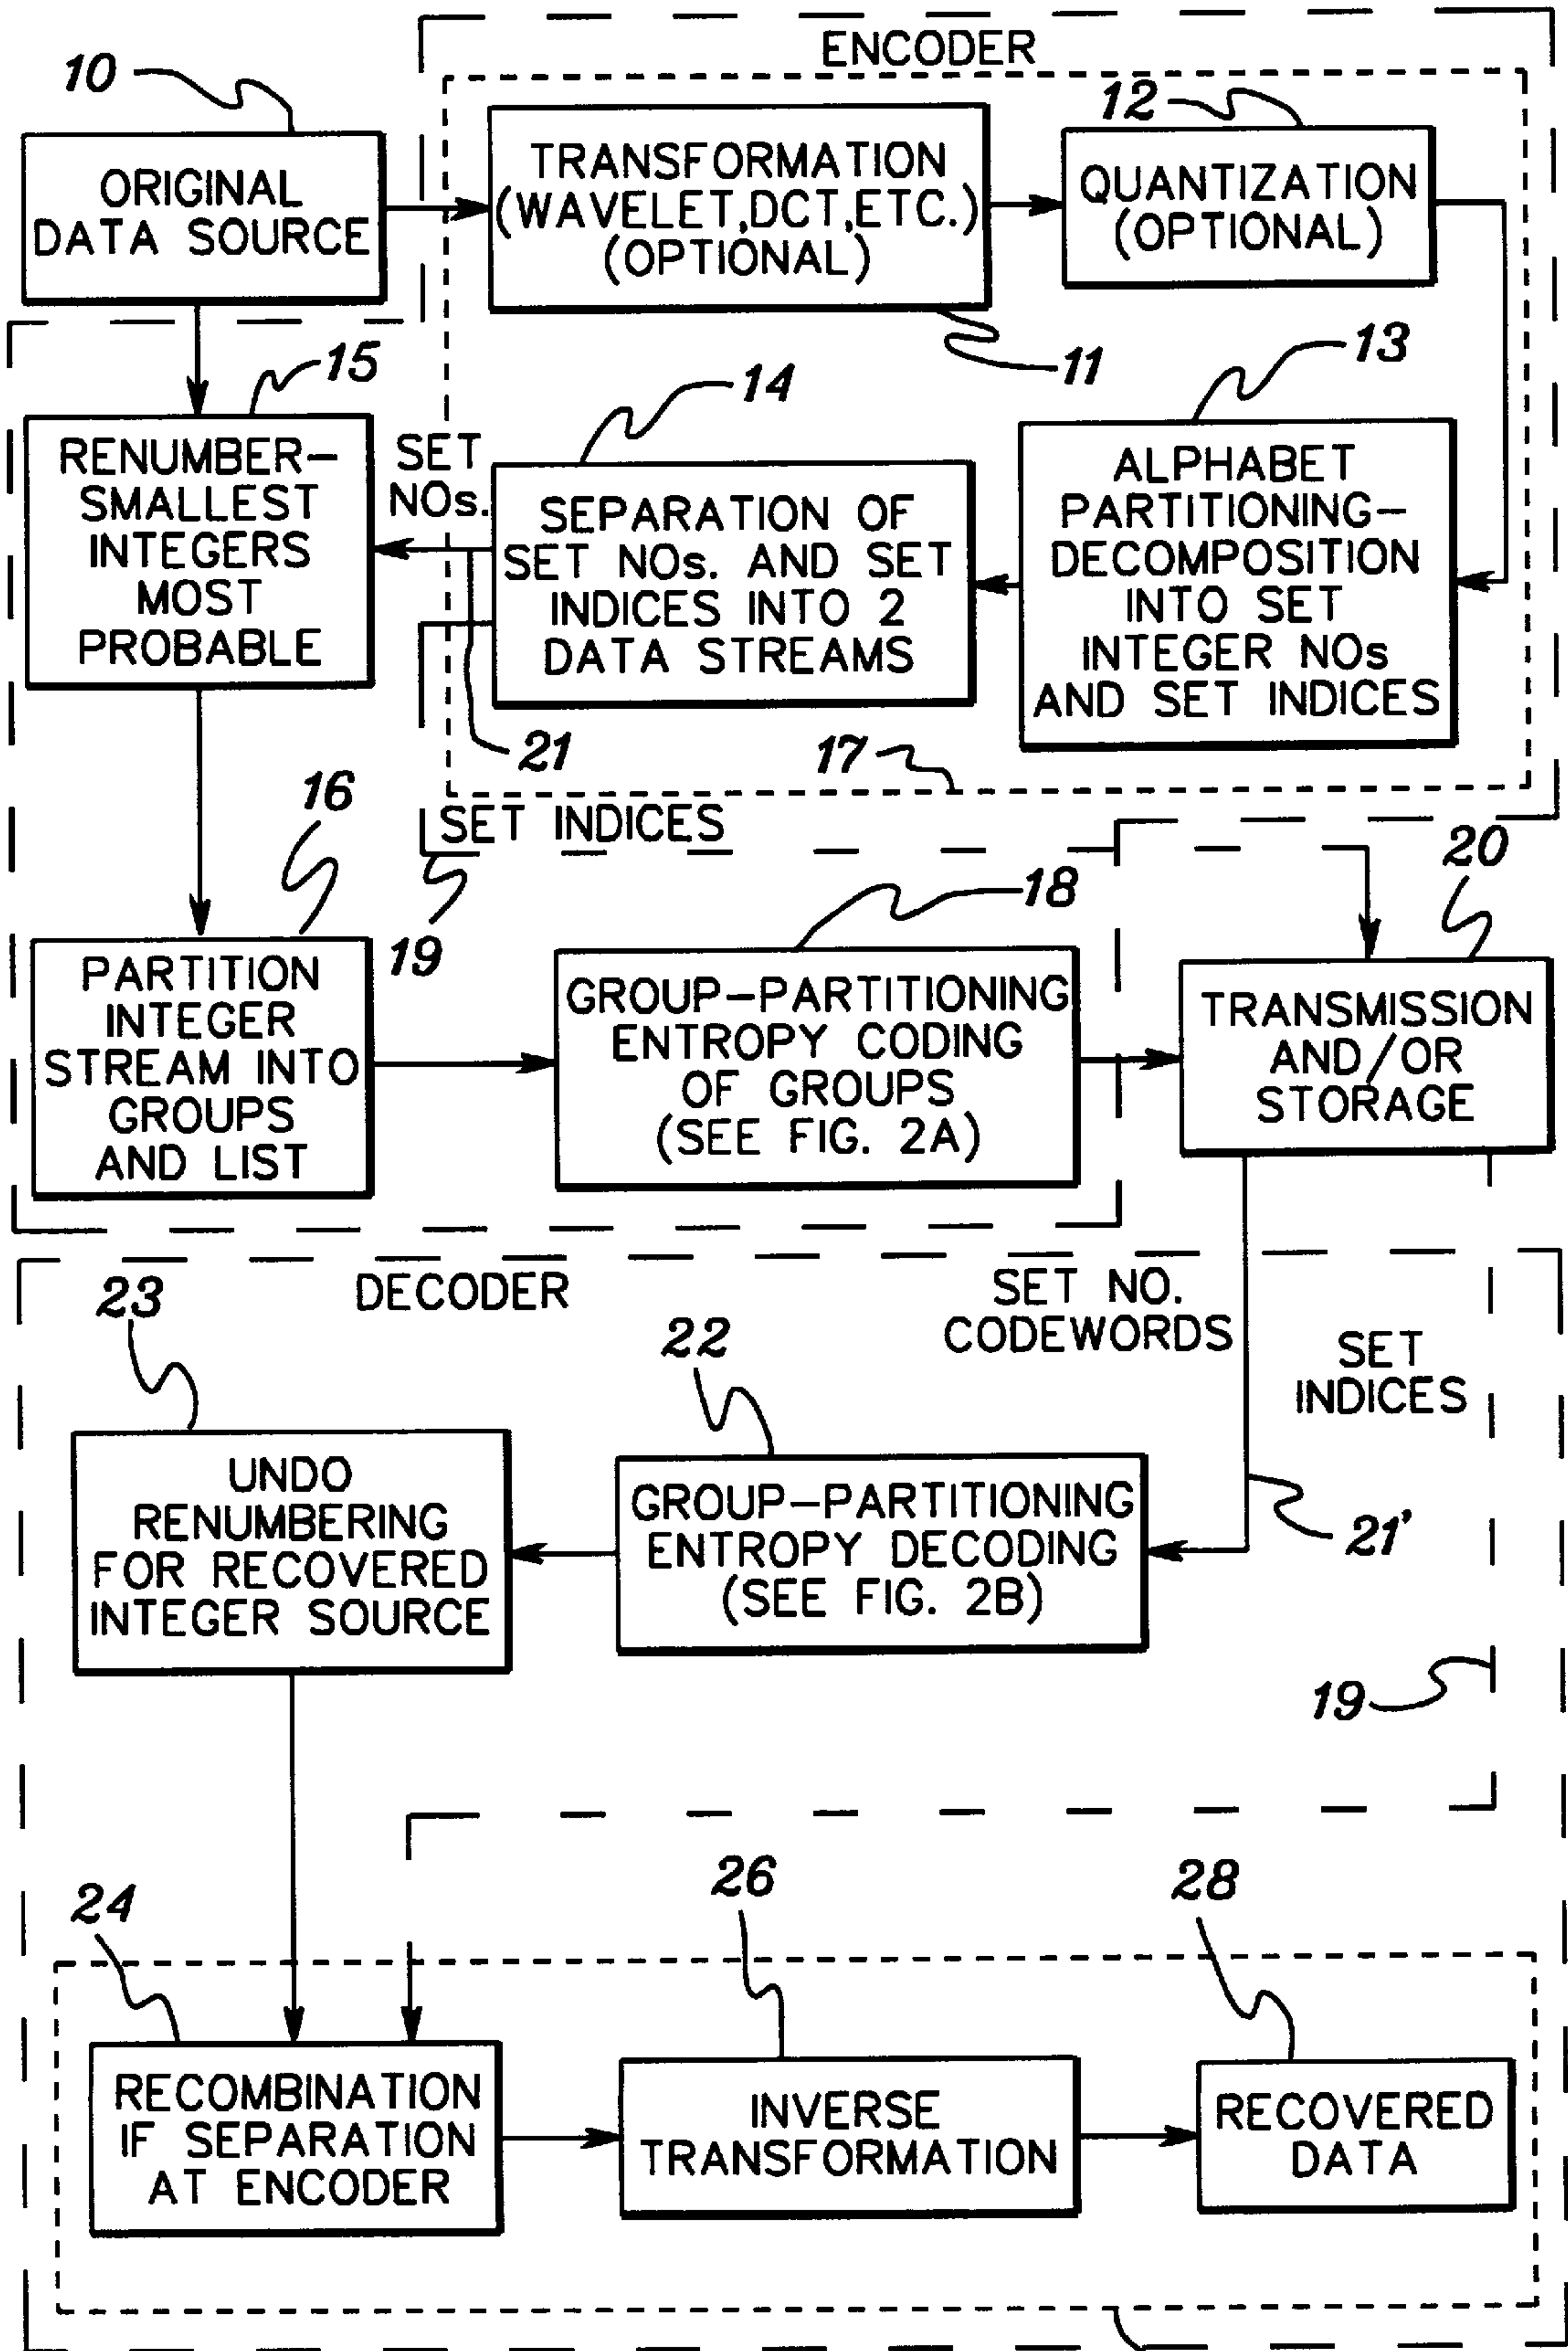 ENCODER
10
ORIGINAL
DATA SOURCE
TRANSFORMATION
(WAVELET,DCT,ETC.)
(OPTIONAL)
11
12
QUANTIZATION
(OPTIONAL)
13
ALPHABET
PARTITIONING-
DECOMPOSITION
INTO SET
INTEGER NOs
AND SET INDICES
14
SEPARATION OF
SET NOs. AND SET
INDICES INTO 2
DATA STREAMS
SET
NOs.
21
17
15
RENUMBER-
SMALLEST
INTEGERS
MOST
PROBABLE
SET INDICES
19
16
PARTITION
INTEGER
STREAM INTO
GROUPS
AND LIST
18
GROUP-PARTITIONING
ENTROPY CODING
OF GROUPS
(SEE FIG. 2A)
20
TRANSMISSION
AND/OR
STORAGE
DECODER
SET NO.
CODEWORDS
SET
INDICES
21'
19
22
GROUP-PARTITIONING
ENTROPY DECODING
(SEE FIG. 2B)
23
UNDO
RENUMBERING
FOR RECOVERED
INTEGER SOURCE
24
RECOMBINATION
IF SEPARATION
AT ENCODER
26
INVERSE
TRANSFORMATION
28
RECOVERED
DATA